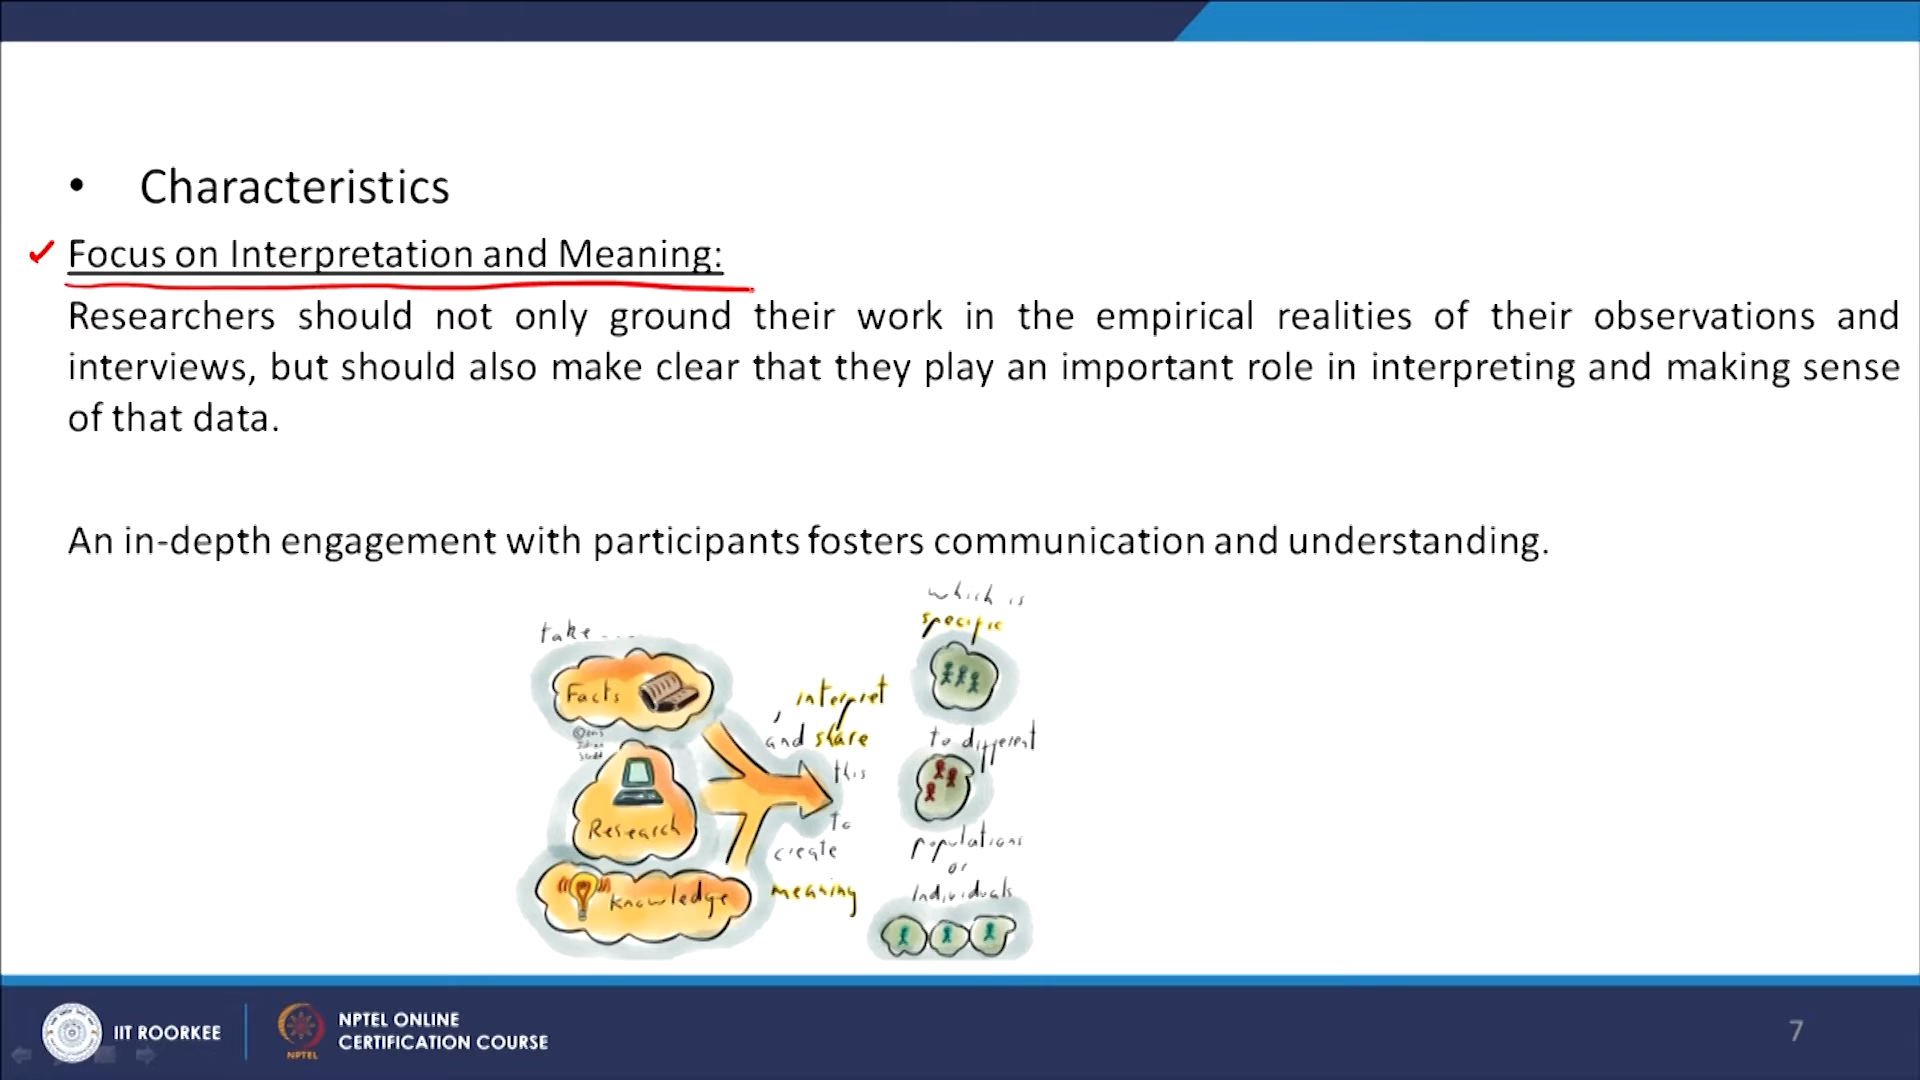 • Characteristics
Focus on Interpretation and Meaning:
Researchers should not only ground their work in the empirical realities of their observations and
interviews, but should also make clear that they play an important role in interpreting and making sense
of that data.
An in-depth engagement with participants fosters communication and understanding.
take....
Facts
Research
Knowledge
, interpret
and share
this
to
create
meaning
which is
specific
to different
populations
or
Individuals
IIT ROORKEE
NPTEL
NPTEL ONLINE
CERTIFICATION COURSE
7